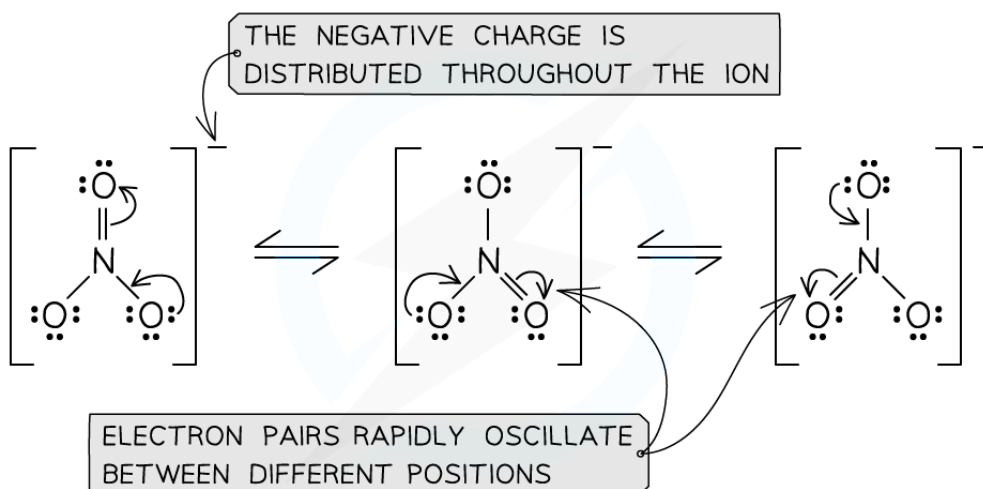 THE NEGATIVE CHARGE IS
DISTRIBUTED THROUGHOUT THE ION
O
N
O O
O
N
O O
O
N
O O
ELECTRON PAIRS RAPIDLY OSCILLATE
BETWEEN DIFFERENT POSITIONS